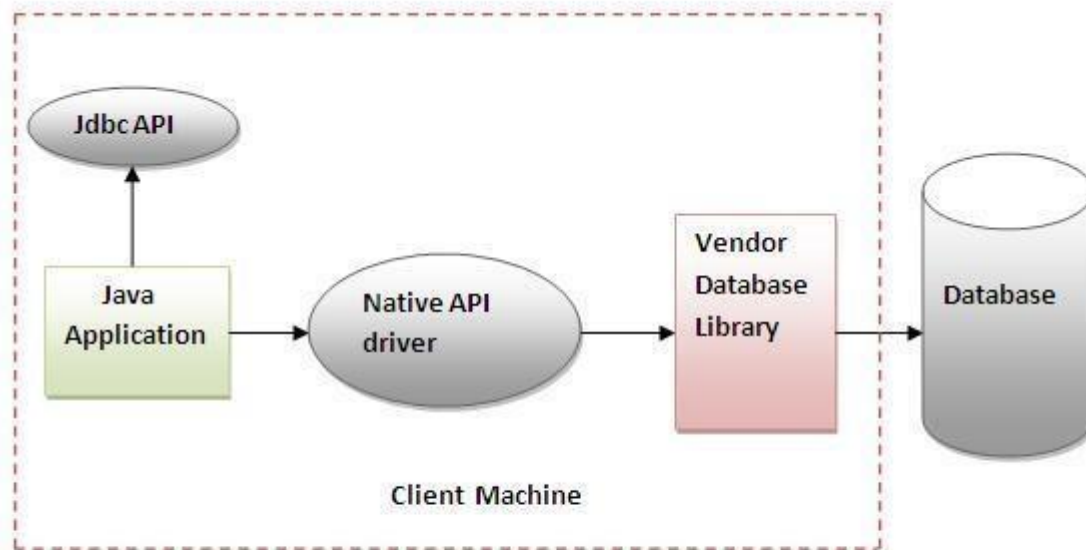 Jdbc API
Java
Application
Native API
driver
Vendor
Database
Library
Database
Client Machine